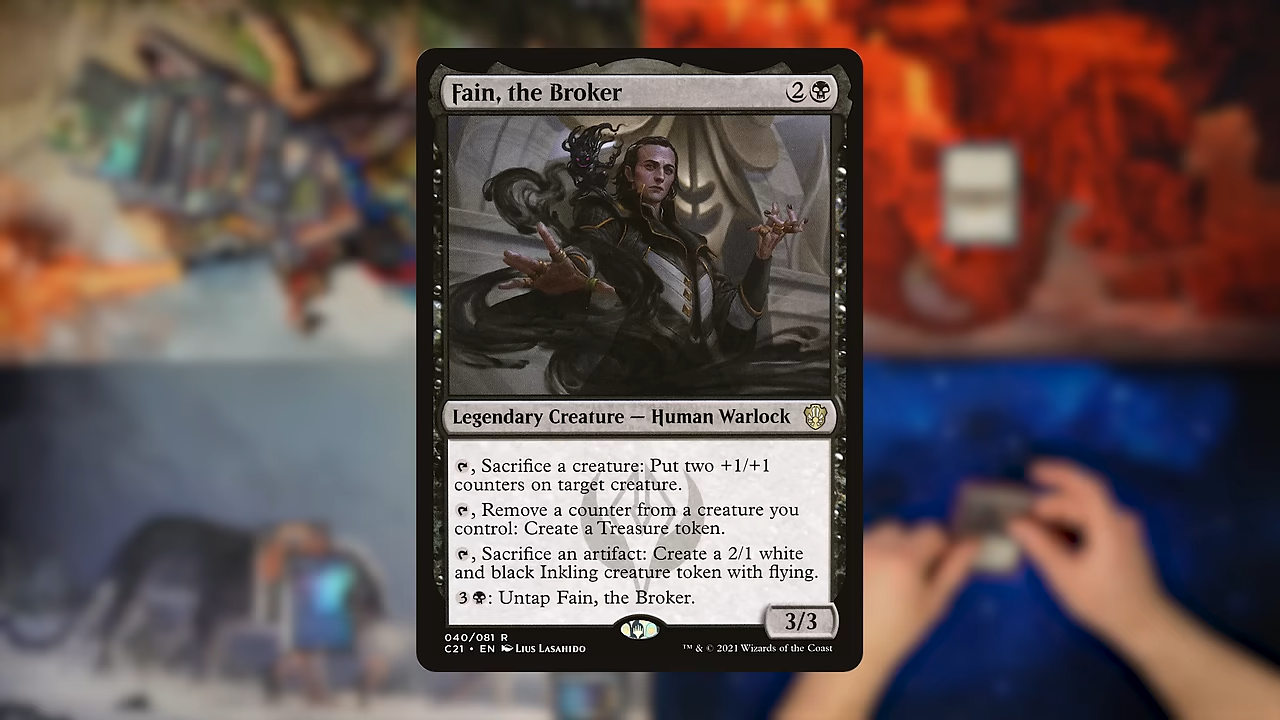 Fain, the Broker 2
Legendary Creature — Human Warlock
, Sacrifice a creature: Put two +1/+1
counters on target creature.
, Remove a counter from a creature you
control: Create a Treasure token.
, Sacrifice an artifact: Create a 2/1 white
and black Inkling creature token with flying.
3: Untap Fain, the Broker.
3/3
040/081 R
C21 • EN Lius Lasahido
™ & © 2021 Wizards of the Coast